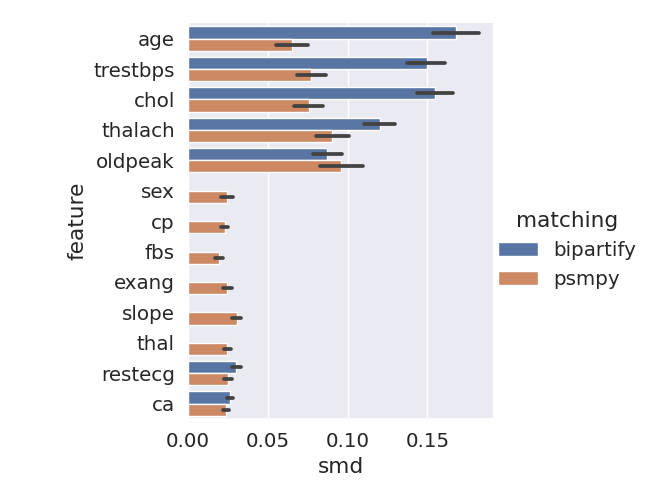 age
trestbps
chol
thalach
oldpeak
sex
cp
fbs
exang
slope
thal
restecg
ca
feature
0.00 0.05 0.10 0.15
smd
matching
bipartify
psmpy